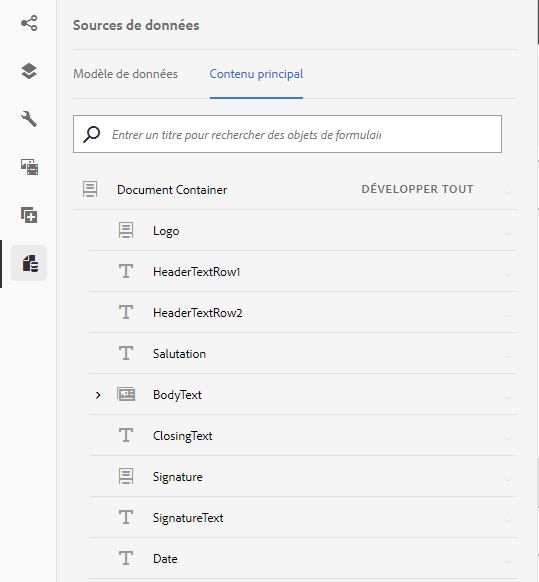 Sources de données
Modèle de données Contenu principal
Entrer un titre pour rechercher des objets de formulai
Document Container DÉVELOPPER TOUT
Logo
HeaderTextRow1
HeaderTextRow2
Salutation
BodyText
ClosingText
Signature
SignatureText
Date